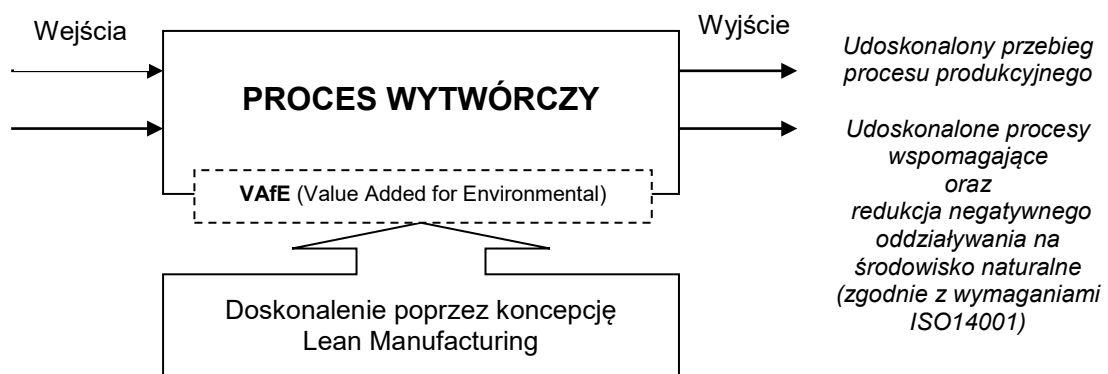 Wejścia
PROCES WYTWÓRCZY
VAfE (Value Added for Environmental)
Doskonalenie poprzez koncepcję
Lean Manufacturing
Wyjście
Udoskonalony przebieg
procesu produkcyjnego
Udoskonalone procesy
wspomagające
oraz
redukcja negatywnego
oddziaływania na
środowisko naturalne
(zgodnie z wymaganiami
ISO14001)